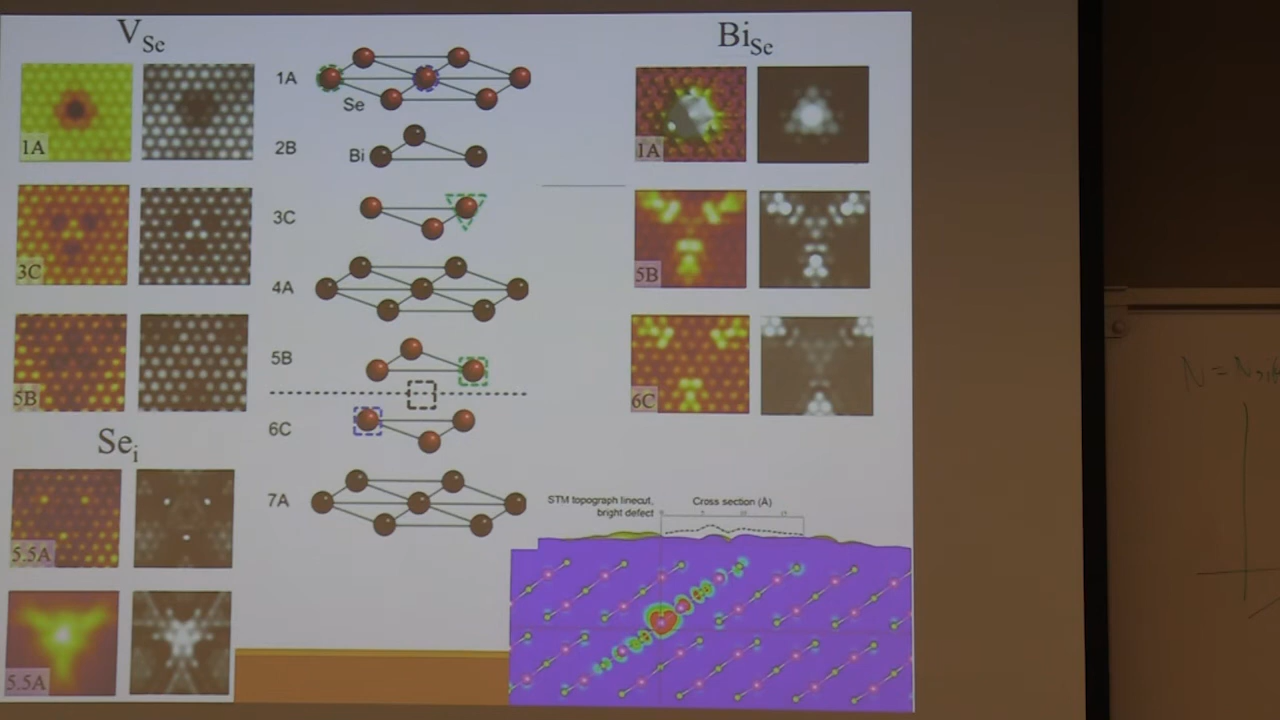 V_Se
1A
3C
5B
Se_i
5.5A
5.5A
1A
Se
2B
Bi
3C
4A
5B
6C
7A
Bi_Se
1A
5B
6C
STM topograph linecut,
bright defect
Cross section (Å)
N = N